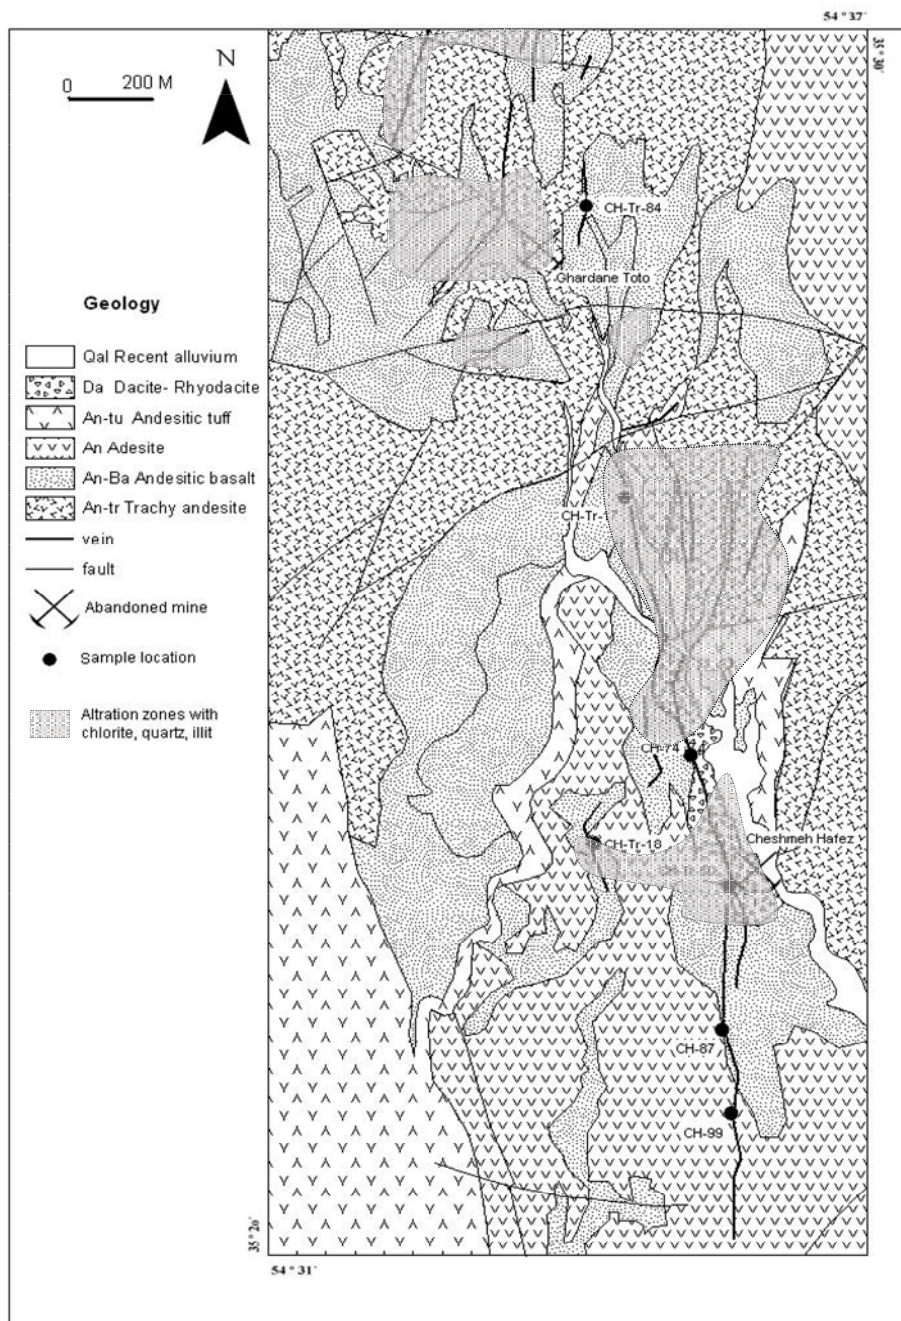 54 ° 37'
35 ° 30'
N
0 200 M
CH-Tr-84
Ghardane Toto
Geology
Qal Recent alluvium
Da Dacite- Rhyodacite
An-tu Andesitic tuff
An Adesite
An-Ba Andesitic basalt
An-tr Trachy andesite
vein
fault
Abandoned mine
Sample location
Altration zones with
chlorite, quartz, illit
CH-Tr-1
CH-74
Cheshmeh Hafez
CH-Tr-18
CH-87
CH-99
35 ° 20'
54 ° 31'